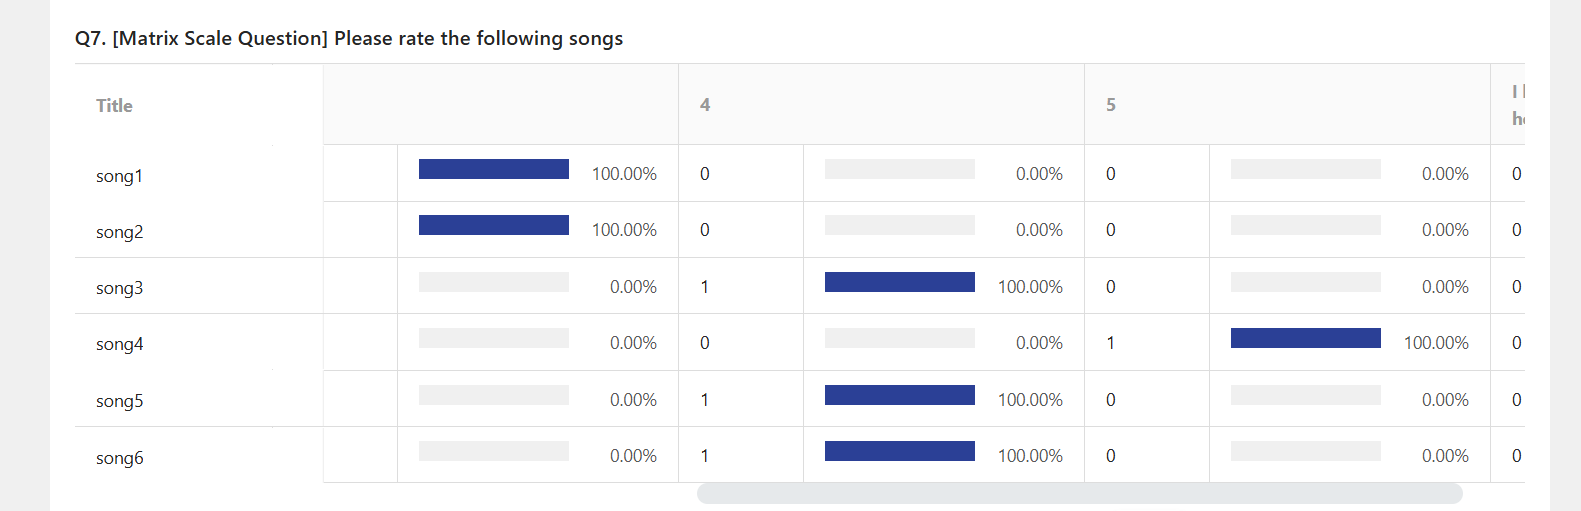 Q7. [Matrix Scale Question] Please rate the following songs
Title 4 5 I
song1 100.00% 0 0.00% 0 0.00% 0
song2 100.00% 0 0.00% 0 0.00% 0
song3 0.00% 1 100.00% 0 0.00% 0
song4 0.00% 0 0.00% 1 100.00% 0
song5 0.00% 1 100.00% 0 0.00% 0
song6 0.00% 1 100.00% 0 0.00% 0